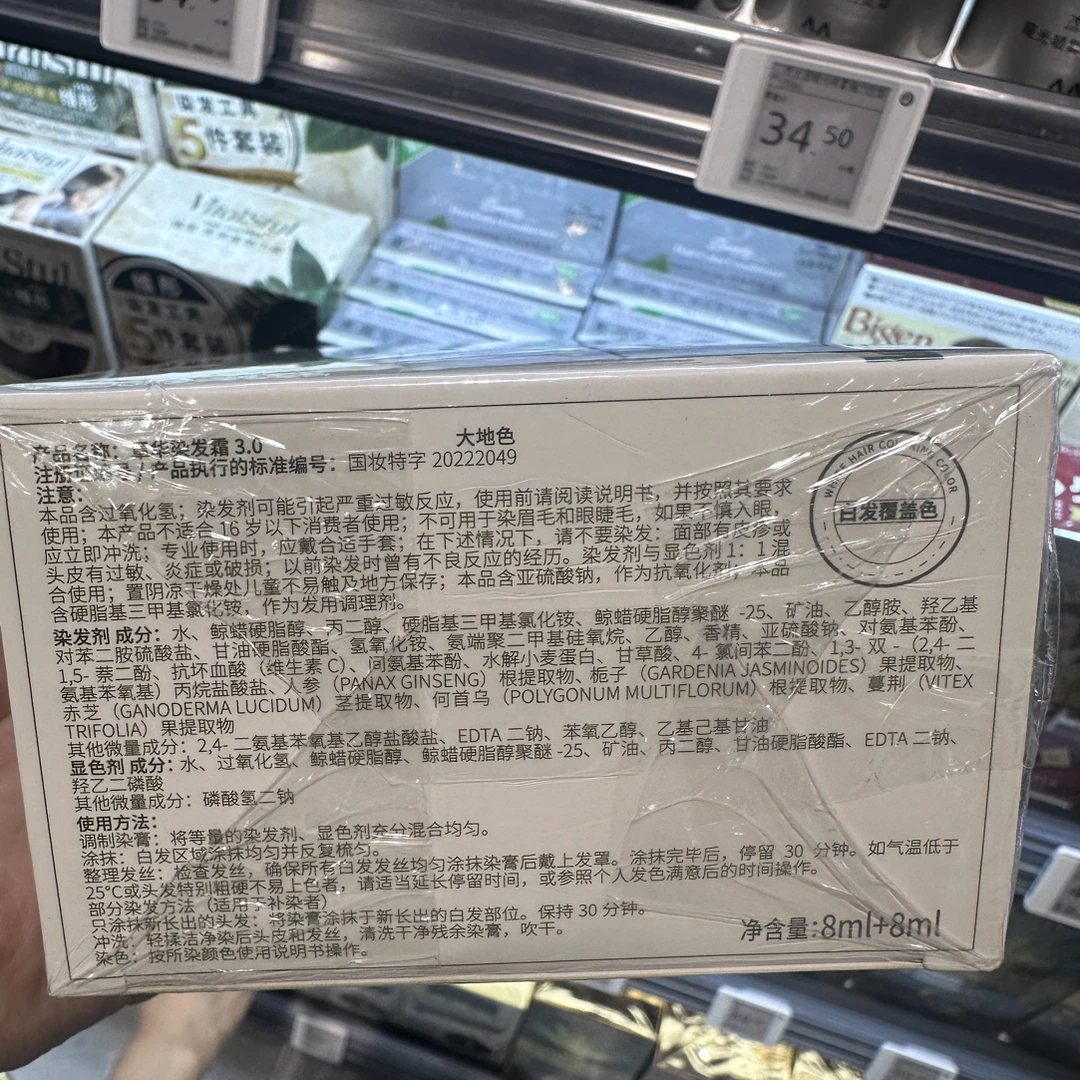 34.50
染发工具
5件套装
Vitalstyl
Styl
染发工具
5件套装
Bigen
产品名称： 染发霜 3.0
大地色
注册 号 / 产品执行的标准编号：国妆特字 20222049
注意：
本品含过氧化氢；染发剂可能引起严重过敏反应，使用前请阅读说明书，并按照其要求
使用；本产品不适合 16 岁以下消费者使用；不可用于染眉毛和眼睫毛，如果不慎入眼，
应立即冲洗；专业使用时，应戴合适手套；在下述情况下，请不要染发：面部有皮疹或
头皮有过敏、炎症或破损；以前染发时曾有不良反应的经历。染发剂与显色剂 1：1 混
合使用；置阴凉干燥处儿童不易触及地方保存；本品含亚硫酸钠，作为抗氧化剂；本品
含硬脂基三甲基氯化铵，作为发用调理剂。
WHITE HAIR CONTAINS COLOR
白发覆盖色
染发剂 成分：水、鲸蜡硬脂醇、丙二醇、硬脂基三甲基氯化铵、鲸蜡硬脂醇聚醚 -25、矿油、乙醇胺、羟乙基
对苯二胺硫酸盐、甘油硬脂酸酯、氢氧化铵、氨端聚二甲基硅氧烷、乙醇、香精、亚硫酸钠、对氨基苯酚、
1,5- 萘二酚、抗坏血酸（维生素 C）、间氨基苯酚、水解小麦蛋白、甘草酸、4- 氯间苯二酚、1,3- 双 -（2,4- 二
氨基苯氧基）丙烷盐酸盐、人参（PANAX GINSENG）根提取物、栀子（GARDENIA JASMINOIDES）果提取物、
赤芝（GANODERMA LUCIDUM）茎提取物、何首乌（POLYGONUM MULTIFLORUM）根提取物、蔓荆（VITEX
TRIFOLIA）果提取物
其他微量成分：2,4- 二氨基苯氧基乙醇盐酸盐、EDTA 二钠、苯氧乙醇、乙基己基甘油
显色剂 成分：水、过氧化氢、鲸蜡硬脂醇、鲸蜡硬脂醇聚醚 -25、矿油、丙二醇、甘油硬脂酸酯、EDTA 二钠、
羟乙二磷酸
其他微量成分：磷酸氢二钠
使用方法：
调制染膏：将等量的染发剂、显色剂充分混合均匀。
涂抹：白发区域涂抹均匀并反复梳匀。
整理发丝：检查发丝，确保所有白发发丝均匀涂抹染膏后戴上发罩。涂抹完毕后，停留 30 分钟。如气温低于
25℃或头发特别粗硬不易上色者，请适当延长停留时间，或参照个人发色满意后的时间操作。
部分染发方法（适用于补染者）
只涂抹新长出的头发：将染膏涂抹于新长出的白发部位。保持 30 分钟。
冲洗：轻揉洁净染后头皮和发丝，清洗干净残余染膏，吹干。
染色：按所染颜色使用说明书操作。
净含量：8ml+8ml